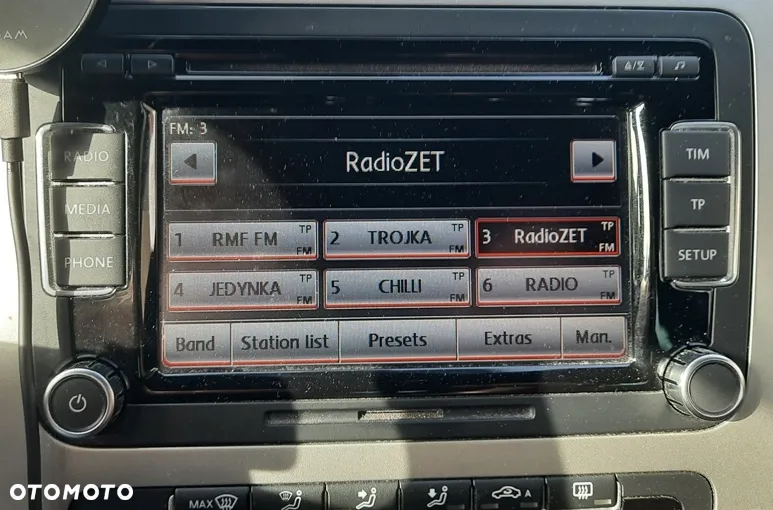 OAM
FM: 3
RadioZET
RADIO
MEDIA
PHONE
TIM
TP
SETUP
1 RMF FM TP FM
2 TROJKA TP FM
3 RadioZET TP FM
4 JEDYNKA TP FM
5 CHILLI TP FM
6 RADIO TP FM
Band Station list Presets Extras Man.
MAX
A
OTOMOTO